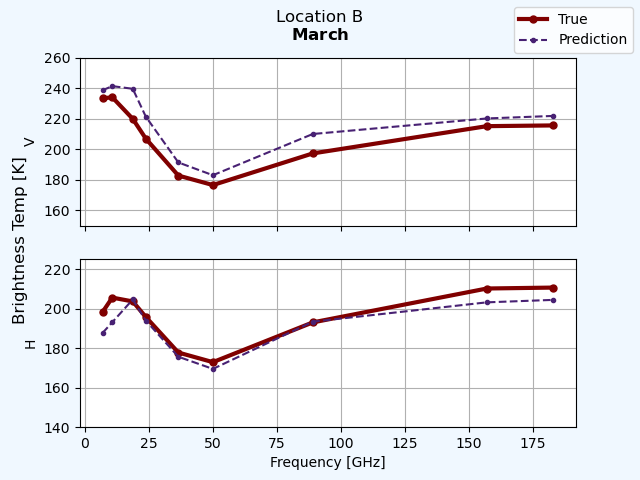 Location B
March
True
Prediction
260
240
220
200
180
160
V
220
200
180
160
140
H
Brightness Temp [K]
0 25 50 75 100 125 150 175
Frequency [GHz]